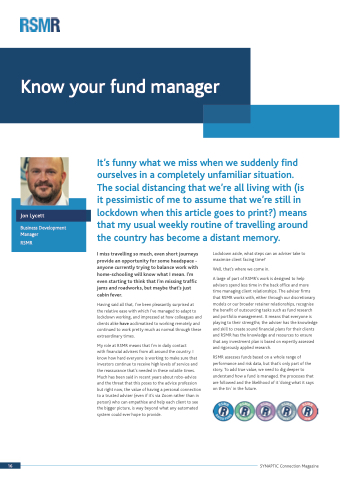 RSMR
Know your fund manager
Jon Lycett
Business Development
Manager
RSMR
It's funny what we miss when we suddenly find
ourselves in a completely unfamiliar situation.
The social distancing that we're all living with (is
it pessimistic of me to assume that we're still in
lockdown when this article goes to print?) means
that my usual weekly routine of travelling around
the country has become a distant memory.
I miss travelling so much, even short journeys
provide an opportunity for some headspace -
anyone currently trying to balance work with
home-schooling will know what I mean. I'm
even starting to think that I'm missing traffic
jams and roadworks, but maybe that's just
cabin fever.
Having said all that, I've been pleasantly surprised at
the relative ease with which I've managed to adapt to
lockdown working, and impressed at how colleagues and
clients alike have acclimatised to working remotely and
continued to work pretty much as normal through these
extraordinary times.
My role at RSMR means that I'm in daily contact
with financial advisers from all around the country. I
know how hard everyone is working to make sure that
investors continue to receive high levels of service and
the reassurance that's needed in these volatile times.
Much has been said in recent years about robo-advice
and the threat that this poses to the advice profession
but right now, the value of having a personal connection
to a trusted adviser (even if it's via Zoom rather than in
person) who can empathise and help each client to see
the bigger picture, is way beyond what any automated
system could ever hope to provide.
Lockdown aside, what steps can an adviser take to
maximise client facing time?
Well, that's where we come in.
A large part of RSMR's work is designed to help
advisers spend less time in the back office and more
time managing client relationships. The adviser firms
that RSMR works with, either through our discretionary
models or our broader retainer relationships, recognise
the benefit of outsourcing tasks such as fund research
and portfolio management. It means that everyone is
playing to their strengths; the adviser has the knowledge
and skill to create sound financial plans for their clients
and RSMR has the knowledge and resources to ensure
that any investment plan is based on expertly assessed
and rigorously applied research.
RSMR assesses funds based on a whole range of
performance and risk data, but that's only part of the
story. To add true value, we need to dig deeper to
understand how a fund is managed, the processes that
are followed and the likelihood of it 'doing what it says
on the tin' in the future.
R R R R R
16
SYNAPTIC Connection Magazine